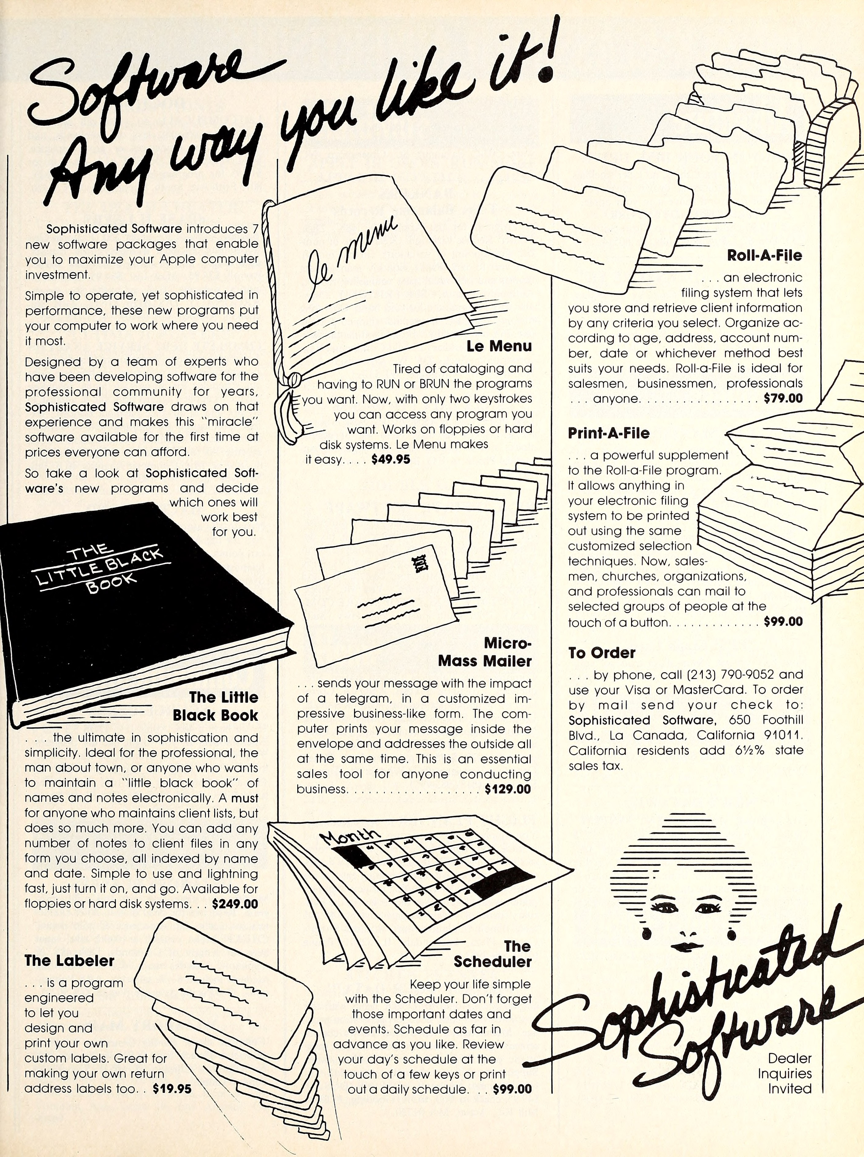 Software
Any way you like it!
Sophisticated Software introduces 7
new software packages that enable
you to maximize your Apple computer
investment.
Simple to operate, yet sophisticated in
performance, these new programs put
your computer to work where you need
it most.
Designed by a team of experts who
have been developing software for the
professional community for years,
Sophisticated Software draws on that
experience and makes this "miracle"
software available for the first time at
prices everyone can afford.
So take a look at Sophisticated Soft-
ware's new programs and decide
which ones will
work best
for you.
THE
LITTLE BLACK
BOOK
The Little
Black Book
. . . the ultimate in sophistication and
simplicity. Ideal for the professional, the
man about town, or anyone who wants
to maintain a "little black book" of
names and notes electronically. A must
for anyone who maintains client lists, but
does so much more. You can add any
number of notes to client files in any
form you choose, all indexed by name
and date. Simple to use and lightning
fast, just turn it on, and go. Available for
floppies or hard disk systems. . . $249.00
The Labeler
. . . is a program
engineered
to let you
design and
print your own
custom labels. Great for
making your own return
address labels too. . $19.95
le menu
Le Menu
Tired of cataloging and
having to RUN or BRUN the programs
you want. Now, with only two keystrokes
you can access any program you
want. Works on floppies or hard
disk systems. Le Menu makes
it easy. . . . $49.95
Micro-
Mass Mailer
. . . sends your message with the impact
of a telegram, in a customized im-
pressive business-like form. The com-
puter prints your message inside the
envelope and addresses the outside all
at the same time. This is an essential
sales tool for anyone conducting
business. . . . . . . . . . . . . . . . . . . $129.00
Month
The
Scheduler
Keep your life simple
with the Scheduler. Don't forget
those important dates and
events. Schedule as far in
advance as you like. Review
your day's schedule at the
touch of a few keys or print
out a daily schedule. . . $99.00
Roll-A-File
. . . an electronic
filing system that lets
you store and retrieve client information
by any criteria you select. Organize ac-
cording to age, address, account num-
ber, date or whichever method best
suits your needs. Roll-a-File is ideal for
salesmen, businessmen, professionals
. . . anyone. . . . . . . . . . . . . . . . $79.00
Print-A-File
. . . a powerful supplement
to the Roll-a-File program.
It allows anything in
your electronic filing
system to be printed
out using the same
customized selection
techniques. Now, sales-
men, churches, organizations,
and professionals can mail to
selected groups of people at the
touch of a button. . . . . . . . . . . . . $99.00
To Order
. . . by phone, call (213) 790-9052 and
use your Visa or MasterCard. To order
by mail send your check to:
Sophisticated Software, 650 Foothill
Blvd., La Canada, California 91011.
California residents add 6½% state
sales tax.
Sophisticated
Software
Dealer
Inquiries
Invited